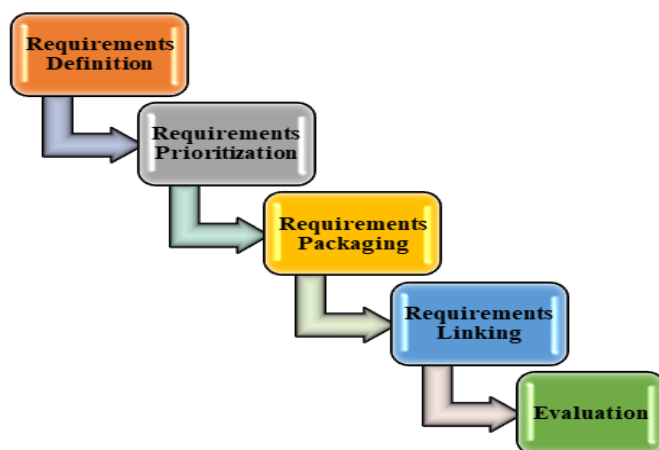 Requirements
Definition
Requirements
Prioritization
Requirements
Packaging
Requirements
Linking
Evaluation